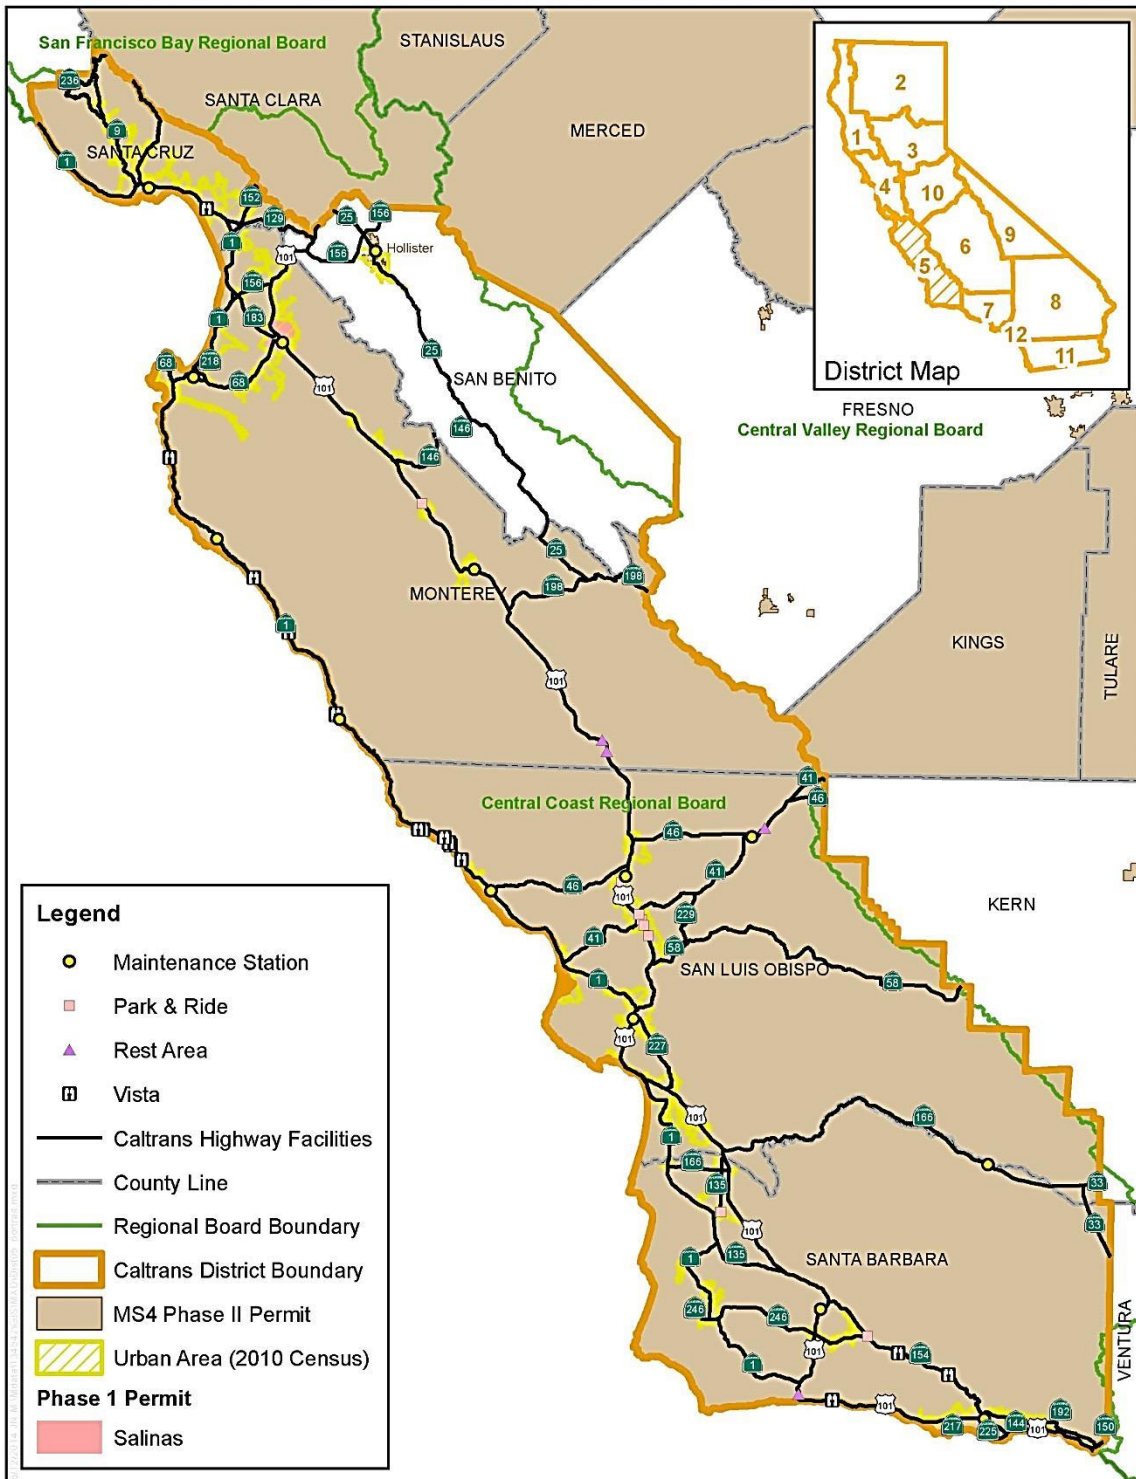 San Francisco Bay Regional Board
STANISLAUS
SANTA CLARA
MERCED
236
9
SANTA CRUZ
1
152
129
25
156
1
101
156
Hollister
156
1
183
68
218
68
101
25
SAN BENITO
146
146
FRESNO
Central Valley Regional Board
25
198
198
MONTEREY
1
101
KINGS
TULARE
41
46
Central Coast Regional Board
46
41
46
101
229
41
58
KERN
SAN LUIS OBISPO
1
58
101
227
101
166
1
166
135
33
33
101
1
135
SANTA BARBARA
246
246
1
101
154
VENTURA
101
217
225
144
101
192
150
2
1
3
4
10
9
6
5
8
7
12
11
District Map
Legend
Maintenance Station
Park & Ride
Rest Area
Vista
Caltrans Highway Facilities
County Line
Regional Board Boundary
Caltrans District Boundary
MS4 Phase II Permit
Urban Area (2010 Census)
Phase 1 Permit
Salinas